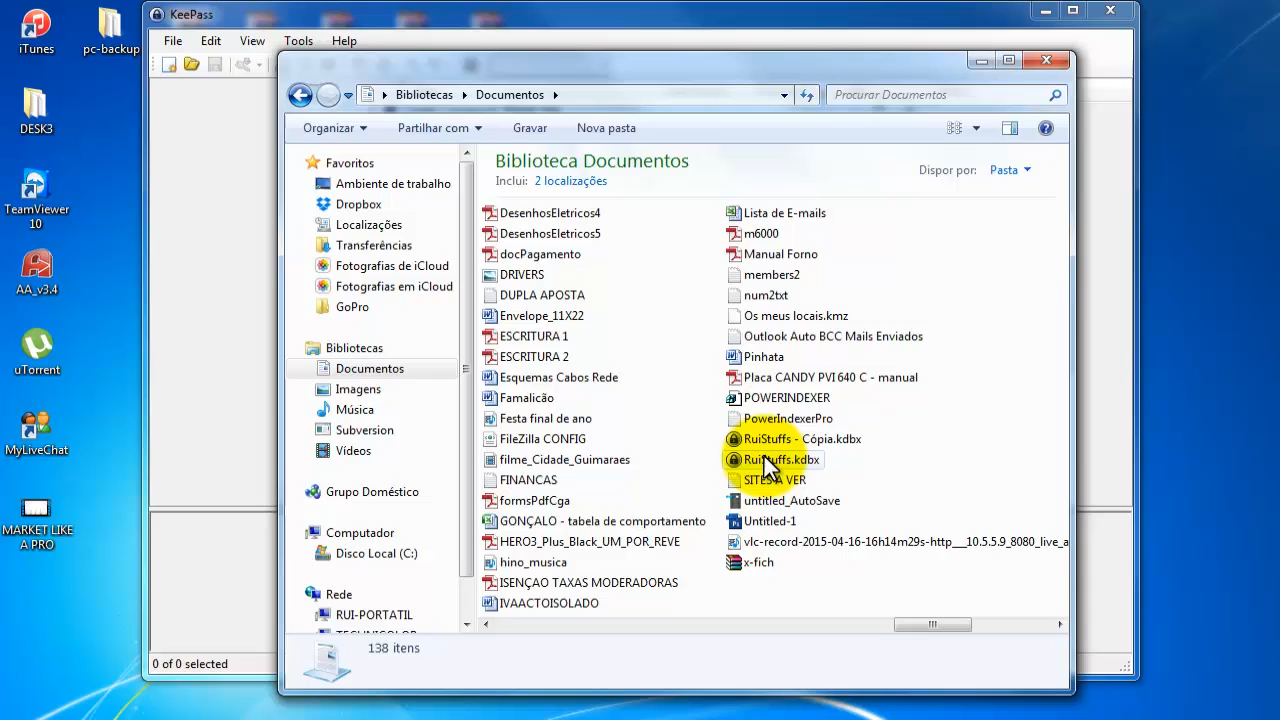 iTunes
pc-backup
DESK3
TeamViewer
10
AA_v3.4
uTorrent
MyLiveChat
MARKET LIKE
A PRO
KeePass
File Edit View Tools Help
0 of 0 selected
Bibliotecas Documentos
Procurar Documentos
Organizar Partilhar com Gravar Nova pasta
Favoritos
Ambiente de trabalho
Dropbox
Localizações
Transferências
Fotografias de iCloud
Fotografias em iCloud
GoPro
Bibliotecas
Documentos
Imagens
Música
Subversion
Vídeos
Grupo Doméstico
Computador
Disco Local (C:)
Rede
RUI-PORTATIL
TECHNICOLOR
Biblioteca Documentos
Inclui: 2 localizações
Dispor por: Pasta
DesenhosEletricos4
DesenhosEletricos5
docPagamento
DRIVERS
DUPLA APOSTA
Envelope_11X22
ESCRITURA 1
ESCRITURA 2
Esquemas Cabos Rede
Famalicão
Festa final de ano
FileZilla CONFIG
filme_Cidade_Guimaraes
FINANCAS
formsPdfCga
GONÇALO - tabela de comportamento
HERO3_Plus_Black_UM_POR_REVE
hino_musica
ISENÇAO TAXAS MODERADORAS
IVAACTOISOLADO
Lista de E-mails
m6000
Manual Forno
members2
num2txt
Os meus locais.kmz
Outlook Auto BCC Mails Enviados
Pinhata
Placa CANDY PVI 640 C - manual
POWERINDEXER
PowerIndexerPro
RuiStuffs - Cópia.kdbx
RuiStuffs.kdbx
SITES A VER
untitled_AutoSave
Untitled-1
vlc-record-2015-04-16-16h14m29s-http___10.5.5.9_8080_live_a
x-fich
138 itens